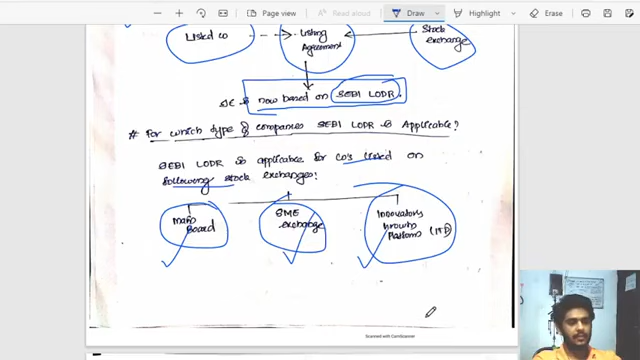 Page view
Read aloud
Draw
Highlight
Erase
Listed co
Listing
Agreement
Stock
exchange
is now based on SEBI LODR.
# For which type of companies SEBI LODR is Applicable?
SEBI LODR is applicable for co's listed on
following stock exchanges:
Main
Board
SME
exchange
Innovators
Growth
Platform
Scanned with CamScanner